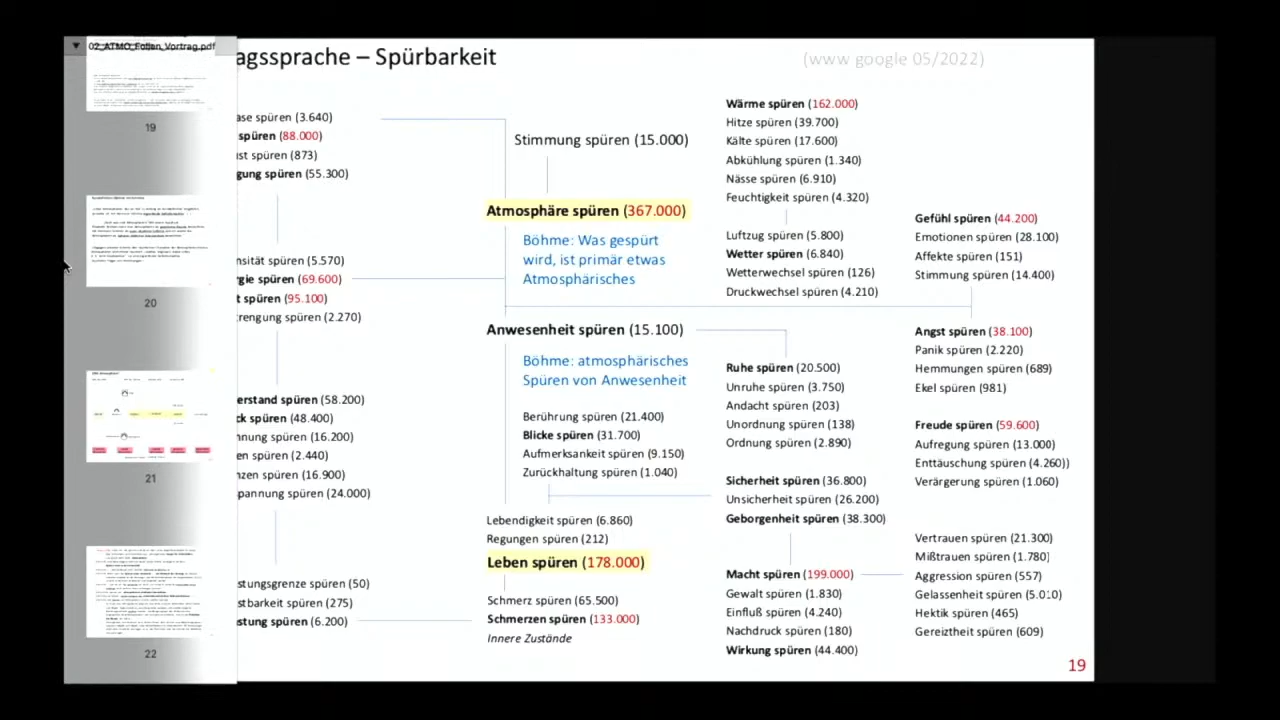 02_ATMO_Folien_Vortrag.pdf
19
20
21
22
agssprache – Spürbarkeit
(www google 05/2022)
ase spüren (3.640)
spüren (88.000)
ust spüren (873)
gung spüren (55.300)
nsität spüren (5.570)
rgie spüren (69.600)
t spüren (95.100)
trengung spüren (2.270)
erstand spüren (58.200)
ck spüren (48.400)
nnung spüren (16.200)
en spüren (2.440)
nzen spüren (16.900)
pannung spüren (24.000)
stungsgrenze spüren (50)
stbarkeit spüren (275)
stung spüren (6.200)
Stimmung spüren (15.000)
Atmosphäre spüren (367.000)
Böhme: Was gespürt
wird, ist primär etwas
Atmosphärisches
Anwesenheit spüren (15.100)
Böhme: atmosphärisches
Spüren von Anwesenheit
Berührung spüren (21.400)
Blicke spüren (31.700)
Aufmerksamkeit spüren (9.150)
Zurückhaltung spüren (1.040)
Lebendigkeit spüren (6.860)
Regungen spüren (212)
Leben spüren (178.000)
Schmerz spüren (55.500)
Schmerzen spüren (133.000)
Innere Zustände
Wärme spüren (162.000)
Hitze spüren (39.700)
Kälte spüren (17.600)
Abkühlung spüren (1.340)
Nässe spüren (6.910)
Feuchtigkeit spüren (4.320)
Luftzug spüren
Wetter spüren (6.840)
Wetterwechsel spüren (126)
Druckwechsel spüren (4.210)
Ruhe spüren (20.500)
Unruhe spüren (3.750)
Andacht spüren (203)
Unordnung spüren (138)
Ordnung spüren (2.890)
Sicherheit spüren (36.800)
Unsicherheit spüren (26.200)
Geborgenheit spüren (38.300)
Macht spüren
Gewalt spüren (1.830)
Einfluß spüren (1.240)
Nachdruck spüren (180)
Wirkung spüren (44.400)
Gefühl spüren (44.200)
Emotionen spüren (28.100)
Affekte spüren (151)
Stimmung spüren (14.400)
Angst spüren (38.100)
Panik spüren (2.220)
Hemmungen spüren (689)
Ekel spüren (981)
Freude spüren (59.600)
Aufregung spüren (13.000)
Enttäuschung spüren (4.260))
Verärgerung spüren (1.060)
Vertrauen spüren (21.300)
Mißtrauen spüren (1.780)
Aggression spüren (577)
Gelassenheit spüren (5.0.10)
Hektik spüren (465)
Gereiztheit spüren (609)
19